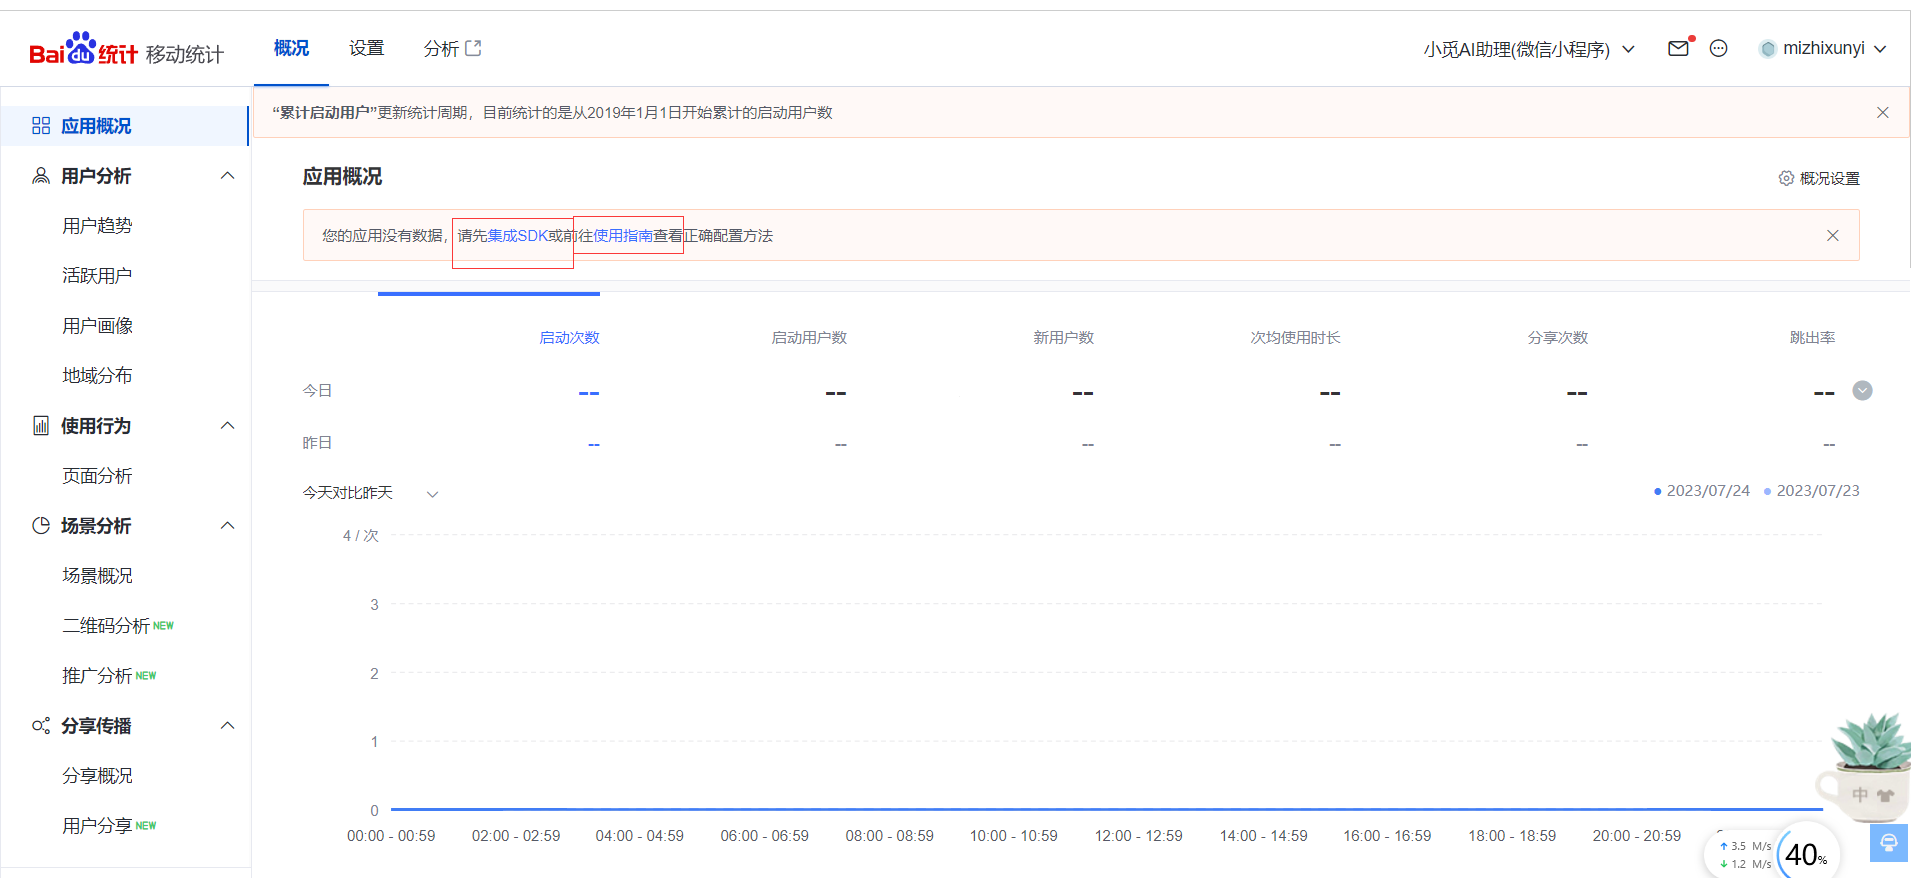 Bai du 统计 移动统计 概况 设置 分析 小觅AI助理(微信小程序) mizhixunyi
“累计启动用户”更新统计周期，目前统计的是从2019年1月1日开始累计的启动用户数
应用概况
用户分析
用户趋势
活跃用户
用户画像
地域分布
使用行为
页面分析
场景分析
场景概况
二维码分析 NEW
推广分析 NEW
分享传播
分享概况
用户分享 NEW
应用概况 概况设置
您的应用没有数据，请先集成SDK或前往使用指南查看正确配置方法
启动次数 启动用户数 新用户数 次均使用时长 分享次数 跳出率
今日 -- -- -- -- -- --
昨日 -- -- -- -- -- --
今天对比昨天 2023/07/24 2023/07/23
4 / 次
3
2
1
0
00:00 - 00:59 02:00 - 02:59 04:00 - 04:59 06:00 - 06:59 08:00 - 08:59 10:00 - 10:59 12:00 - 12:59 14:00 - 14:59 16:00 - 16:59 18:00 - 18:59 20:00 - 20:59
中
↑ 3.5 M/s
↓ 1.2 M/s
40%